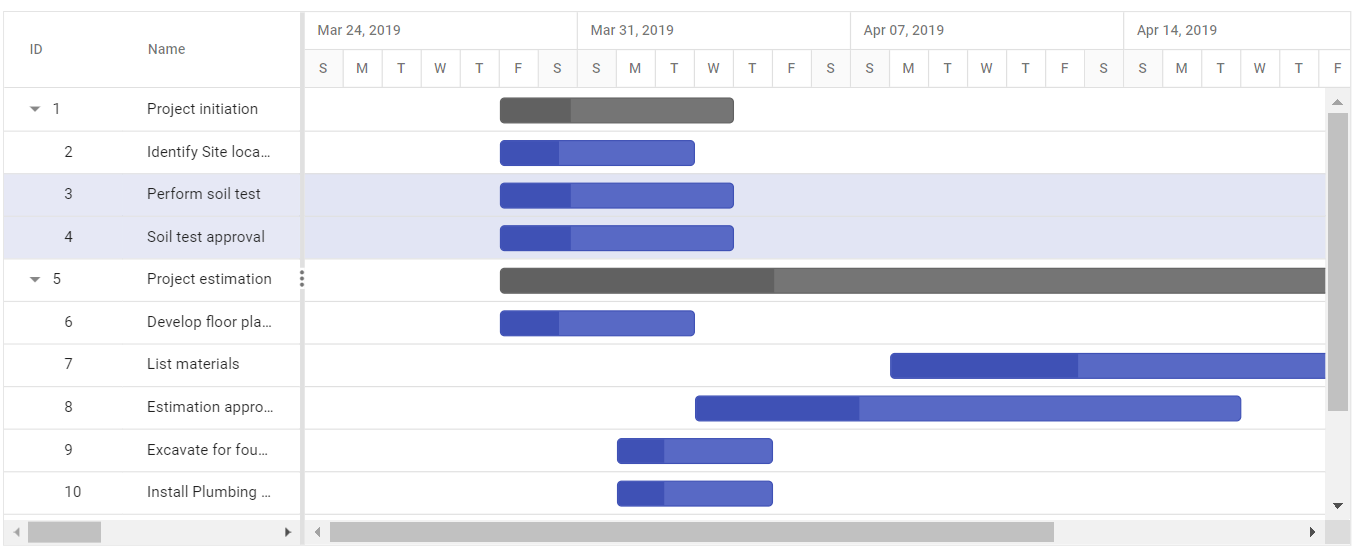 ID Name Mar 24, 2019 Mar 31, 2019 Apr 07, 2019 Apr 14, 2019
S M T W T F S S M T W T F S S M T W T F S S M T W T F
1 Project initiation
2 Identify Site loca...
3 Perform soil test
4 Soil test approval
5 Project estimation
6 Develop floor pla...
7 List materials
8 Estimation appro...
9 Excavate for fou...
10 Install Plumbing ...